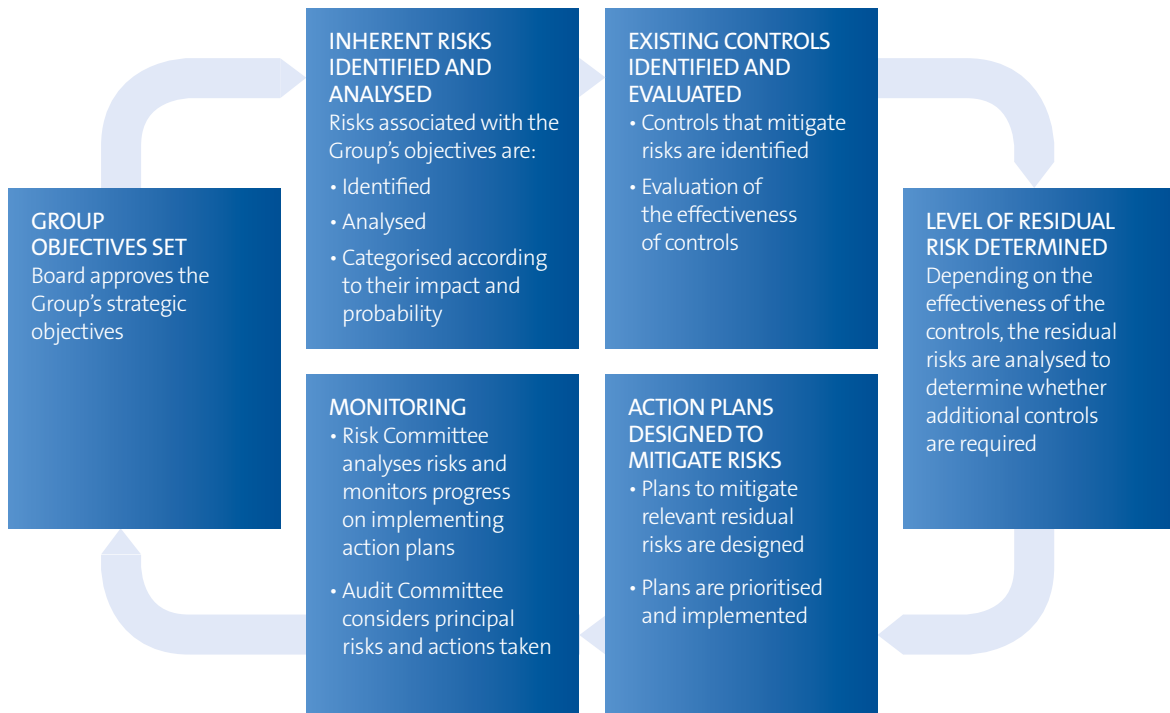 GROUP
OBJECTIVES SET
Board approves the
Group's strategic
objectives
INHERENT RISKS
IDENTIFIED AND
ANALYSED
Risks associated with the
Group's objectives are:
• Identified
• Analysed
• Categorised according
to their impact and
probability
EXISTING CONTROLS
IDENTIFIED AND
EVALUATED
• Controls that mitigate
risks are identified
• Evaluation of
the effectiveness
of controls
LEVEL OF RESIDUAL
RISK DETERMINED
Depending on the
effectiveness of the
controls, the residual
risks are analysed to
determine whether
additional controls
are required
ACTION PLANS
DESIGNED TO
MITIGATE RISKS
• Plans to mitigate
relevant residual
risks are designed
• Plans are prioritised
and implemented
MONITORING
• Risk Committee
analyses risks and
monitors progress
on implementing
action plans
• Audit Committee
considers principal
risks and actions taken